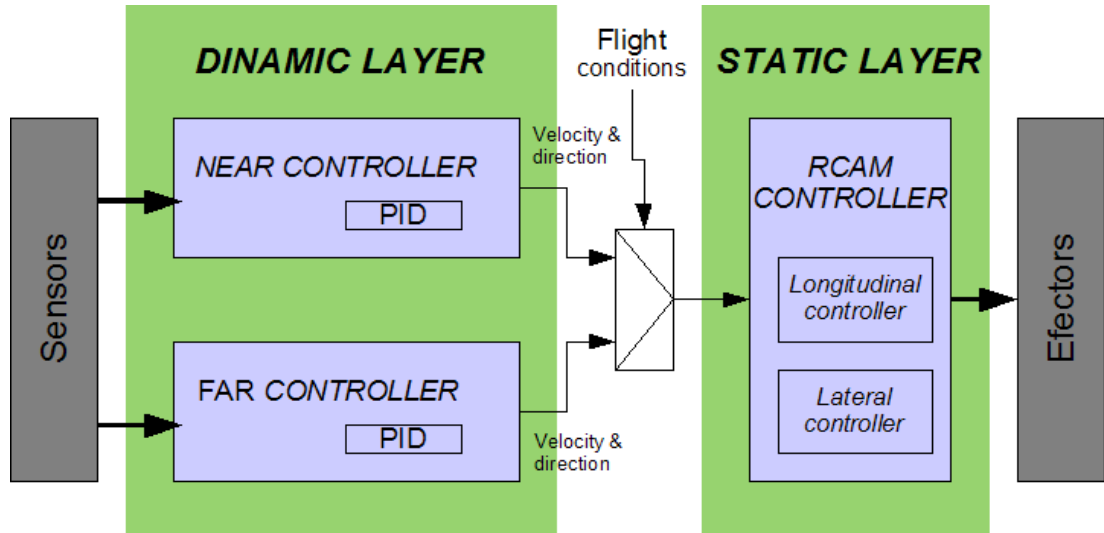 DINAMIC LAYER
Flight
conditions
STATIC LAYER
Sensors
NEAR CONTROLLER
PID
Velocity &
direction
FAR CONTROLLER
PID
Velocity &
direction
RCAM
CONTROLLER
Longitudinal
controller
Lateral
controller
Efectors